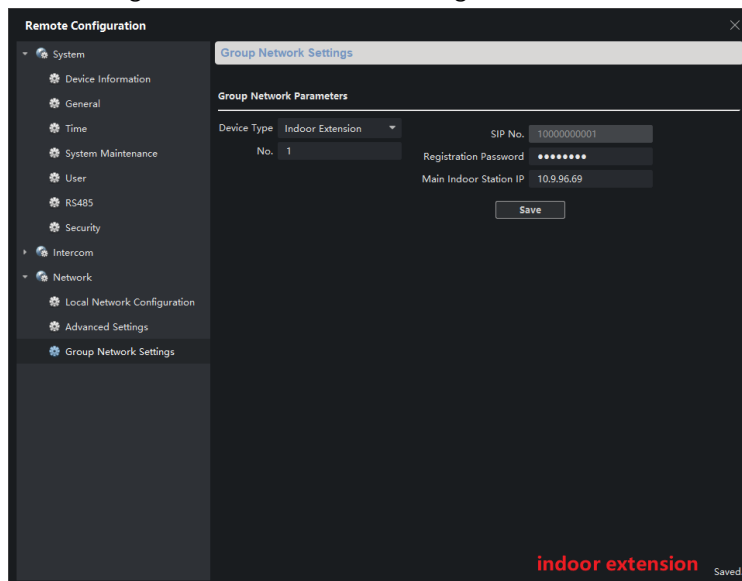 Remote Configuration
System
Device Information
General
Time
System Maintenance
User
RS485
Security
Intercom
Network
Local Network Configuration
Advanced Settings
Group Network Settings
Group Network Settings
Group Network Parameters
Device Type Indoor Extension
No. 1
SIP No. 10000000001
Registration Password ●●●●●●●●
Main Indoor Station IP 10.9.96.69
Save
indoor extension
Saved